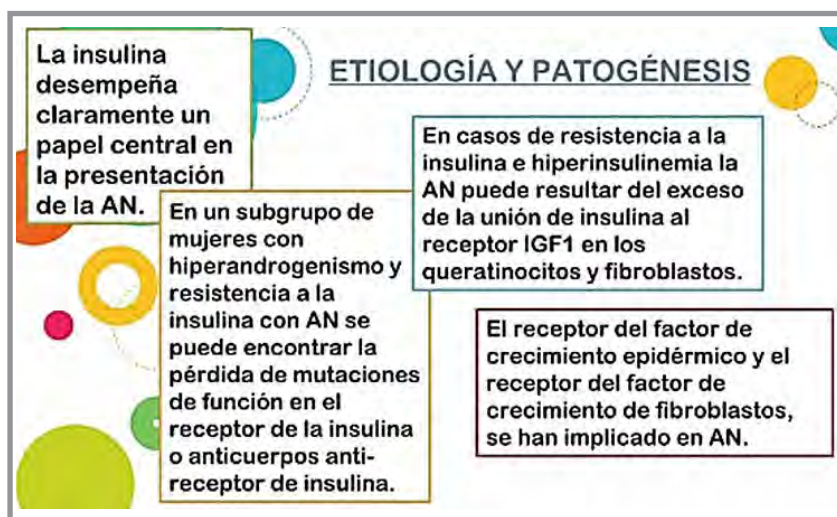 La insulina
desempeña
claramente un
papel central en
la presentación
de la AN.
ETIOLOGÍA Y PATOGÉNESIS
En un subgrupo de
mujeres con
hiperandrogenismo y
resistencia a la
insulina con AN se
puede encontrar la
pérdida de mutaciones
de función en el
receptor de la insulina
o anticuerpos anti-
receptor de insulina.
En casos de resistencia a la
insulina e hiperinsulinemia la
AN puede resultar del exceso
de la unión de insulina al
receptor IGF1 en los
queratinocitos y fibroblastos.
El receptor del factor de
crecimiento epidérmico y el
receptor del factor de
crecimiento de fibroblastos,
se han implicado en AN.